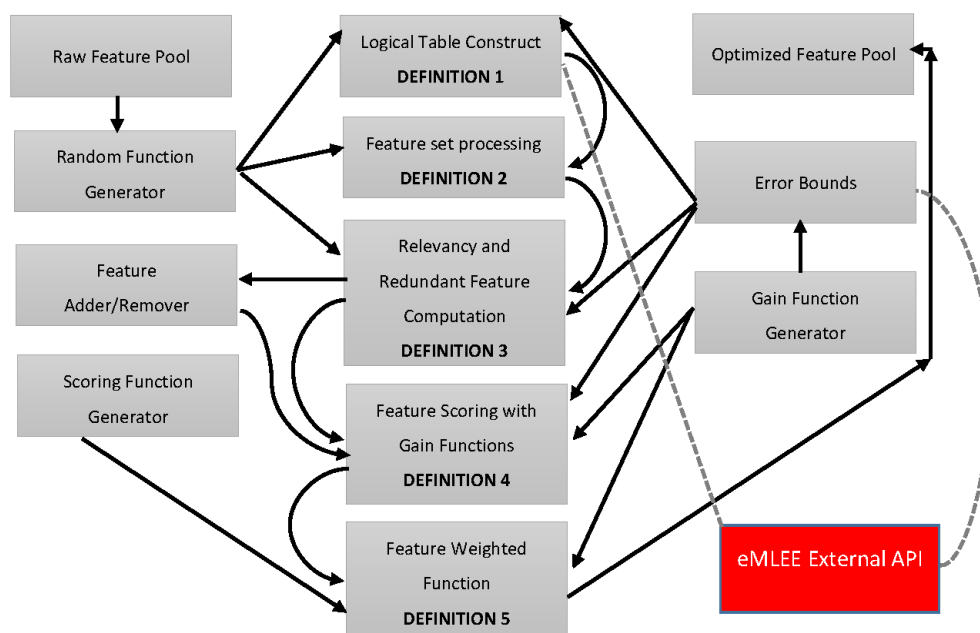 Raw Feature Pool
Random Function
Generator
Feature
Adder/Remover
Scoring Function
Generator
Logical Table Construct
DEFINITION 1
Feature set processing
DEFINITION 2
Relevancy and
Redundant Feature
Computation
DEFINITION 3
Feature Scoring with
Gain Functions
DEFINITION 4
Feature Weighted
Function
DEFINITION 5
Optimized Feature Pool
Error Bounds
Gain Function
Generator
eMLEE External API